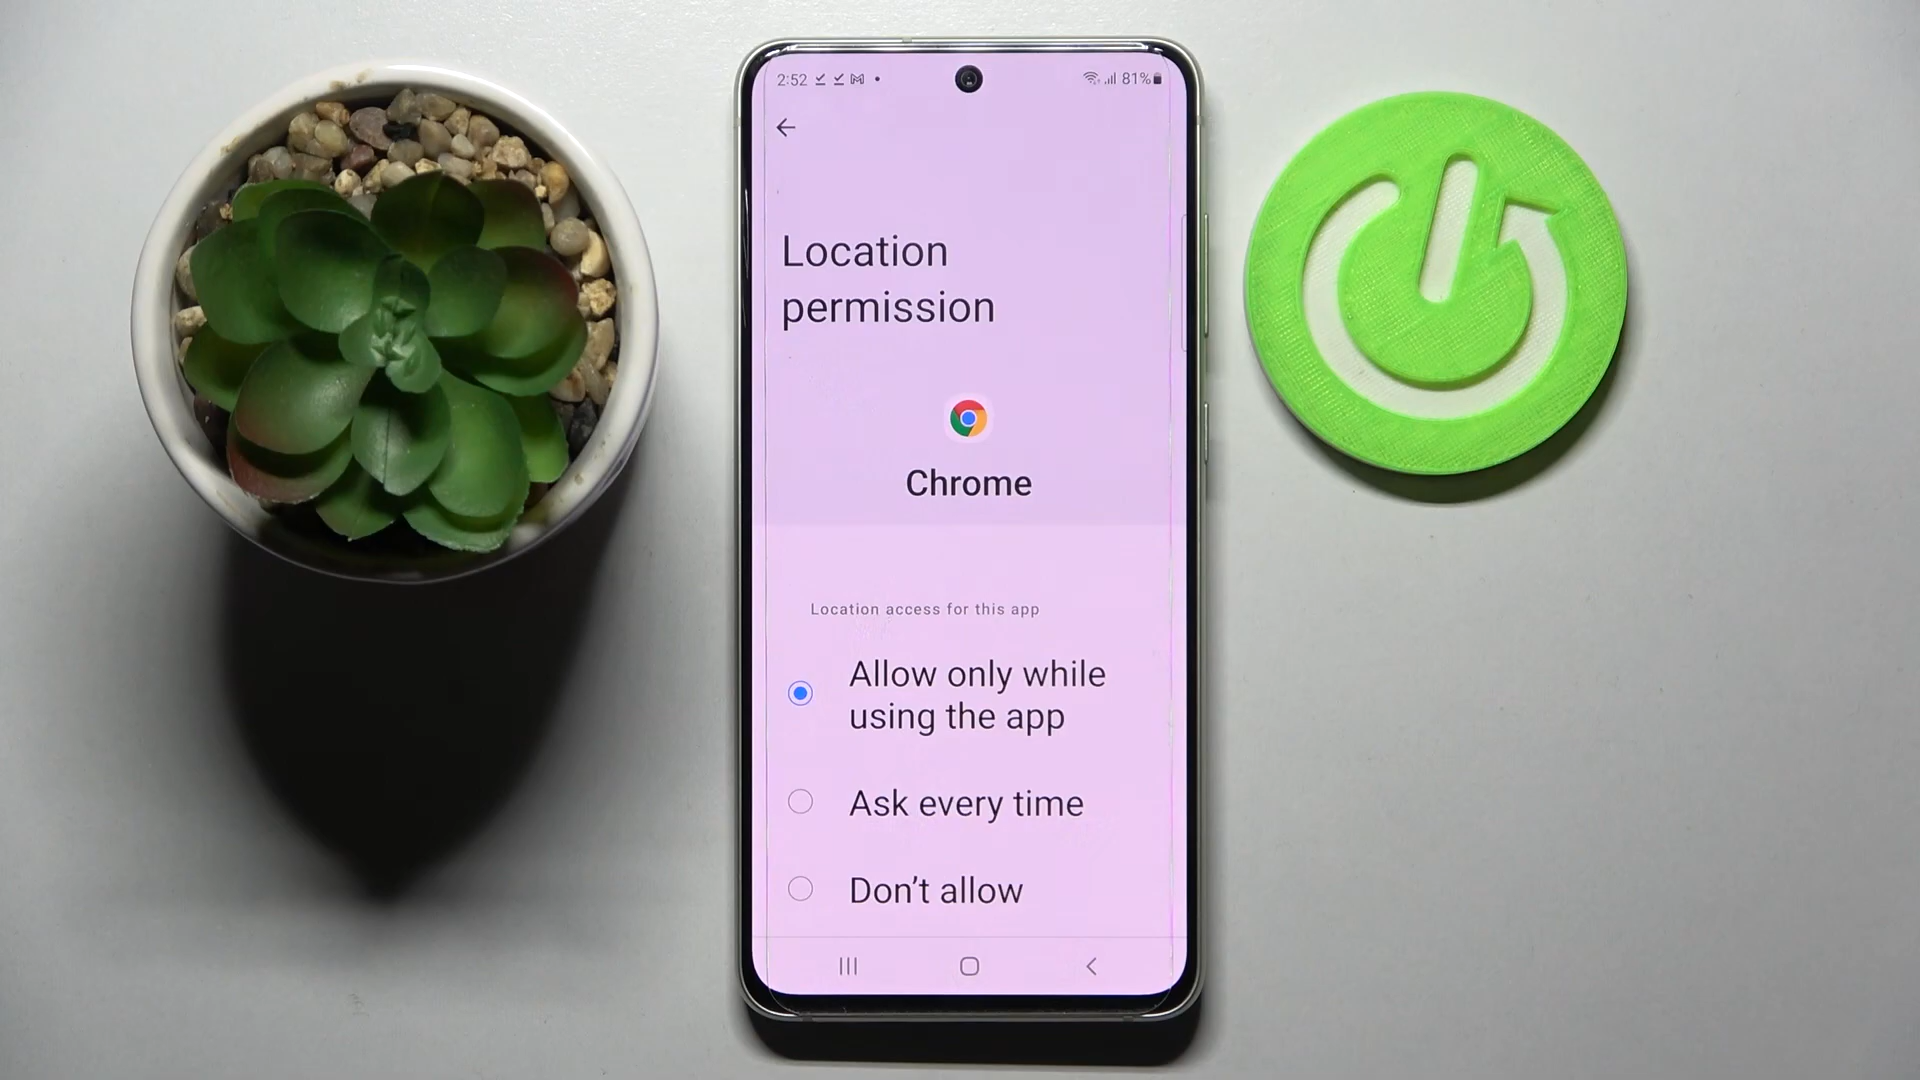 2:52
81%
Location
permission
Chrome
Location access for this app
Allow only while
using the app
Ask every time
Don’t allow